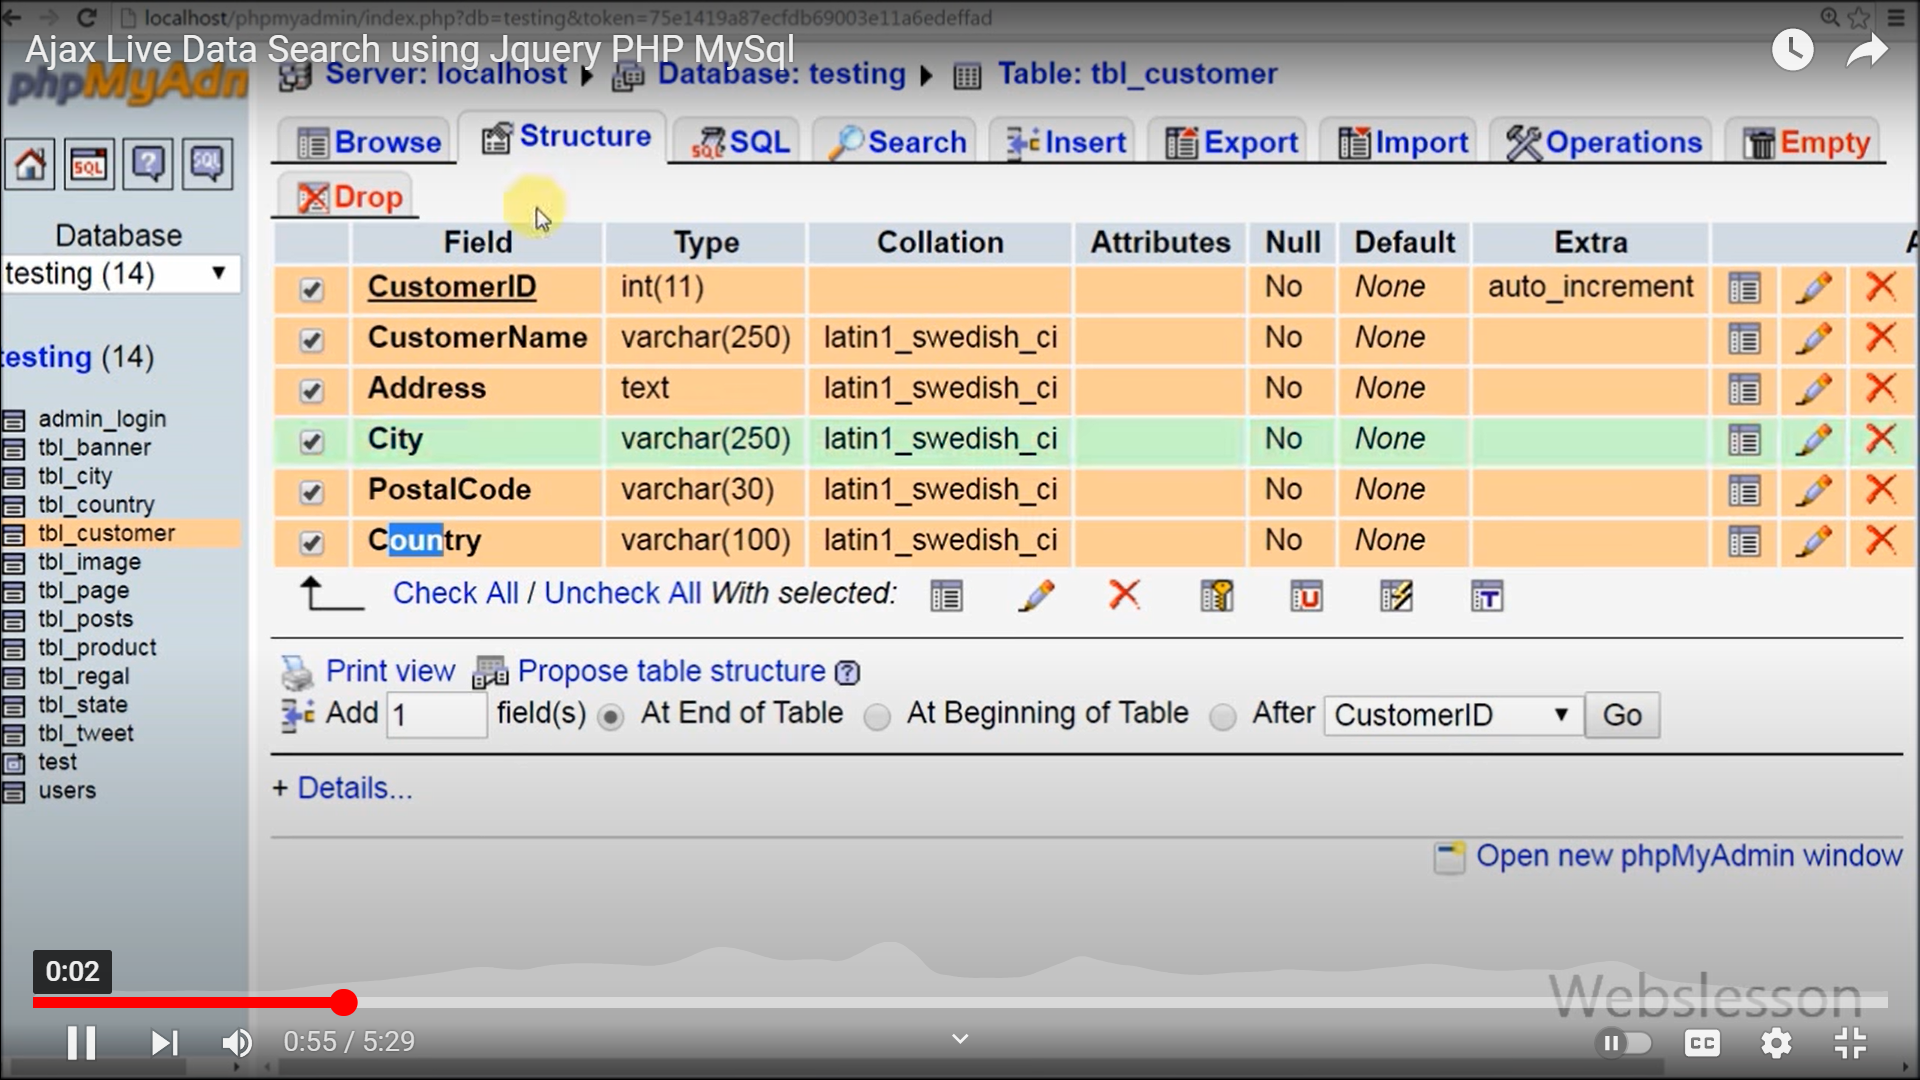 localhost/phpmyadmin/index.php?db=testing&token=75e1419a87ecfdb69003e11a6edeffad
Ajax Live Data Search using Jquery PHP MySql
phpMyAdmin
Server: localhost Database: testing Table: tbl_customer
Browse Structure SQL Search Insert Export Import Operations Empty
Drop
SQL
Database
testing (14)
testing (14)
admin_login
tbl_banner
tbl_city
tbl_country
tbl_customer
tbl_image
tbl_page
tbl_posts
tbl_product
tbl_regal
tbl_state
tbl_tweet
test
users
Field Type Collation Attributes Null Default Extra
CustomerID int(11) No None auto_increment
CustomerName varchar(250) latin1_swedish_ci No None
Address text latin1_swedish_ci No None
City varchar(250) latin1_swedish_ci No None
PostalCode varchar(30) latin1_swedish_ci No None
Country varchar(100) latin1_swedish_ci No None
Check All / Uncheck All With selected:
Print view Propose table structure
Add 1 field(s) At End of Table At Beginning of Table After CustomerID Go
+ Details...
Open new phpMyAdmin window
0:02
Webslesson
0:55 / 5:29
CC